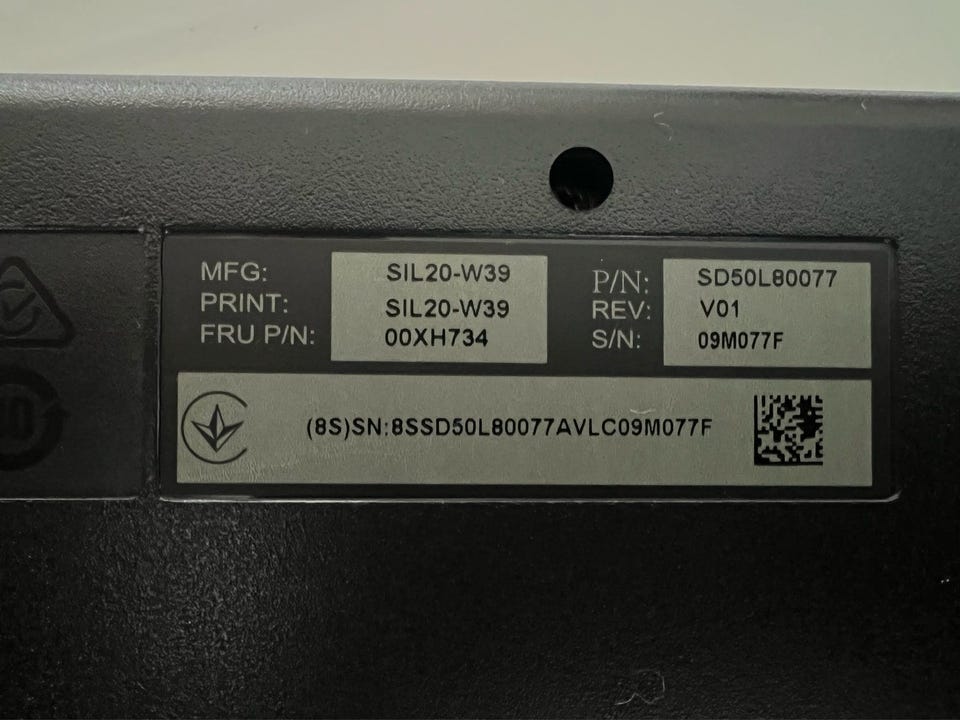 MFG: SIL20-W39
PRINT: SIL20-W39
FRU P/N: 00XH734
P/N: SD50L80077
REV: V01
S/N: 09M077F
(8S)SN:8SSD50L80077AVLC09M077F